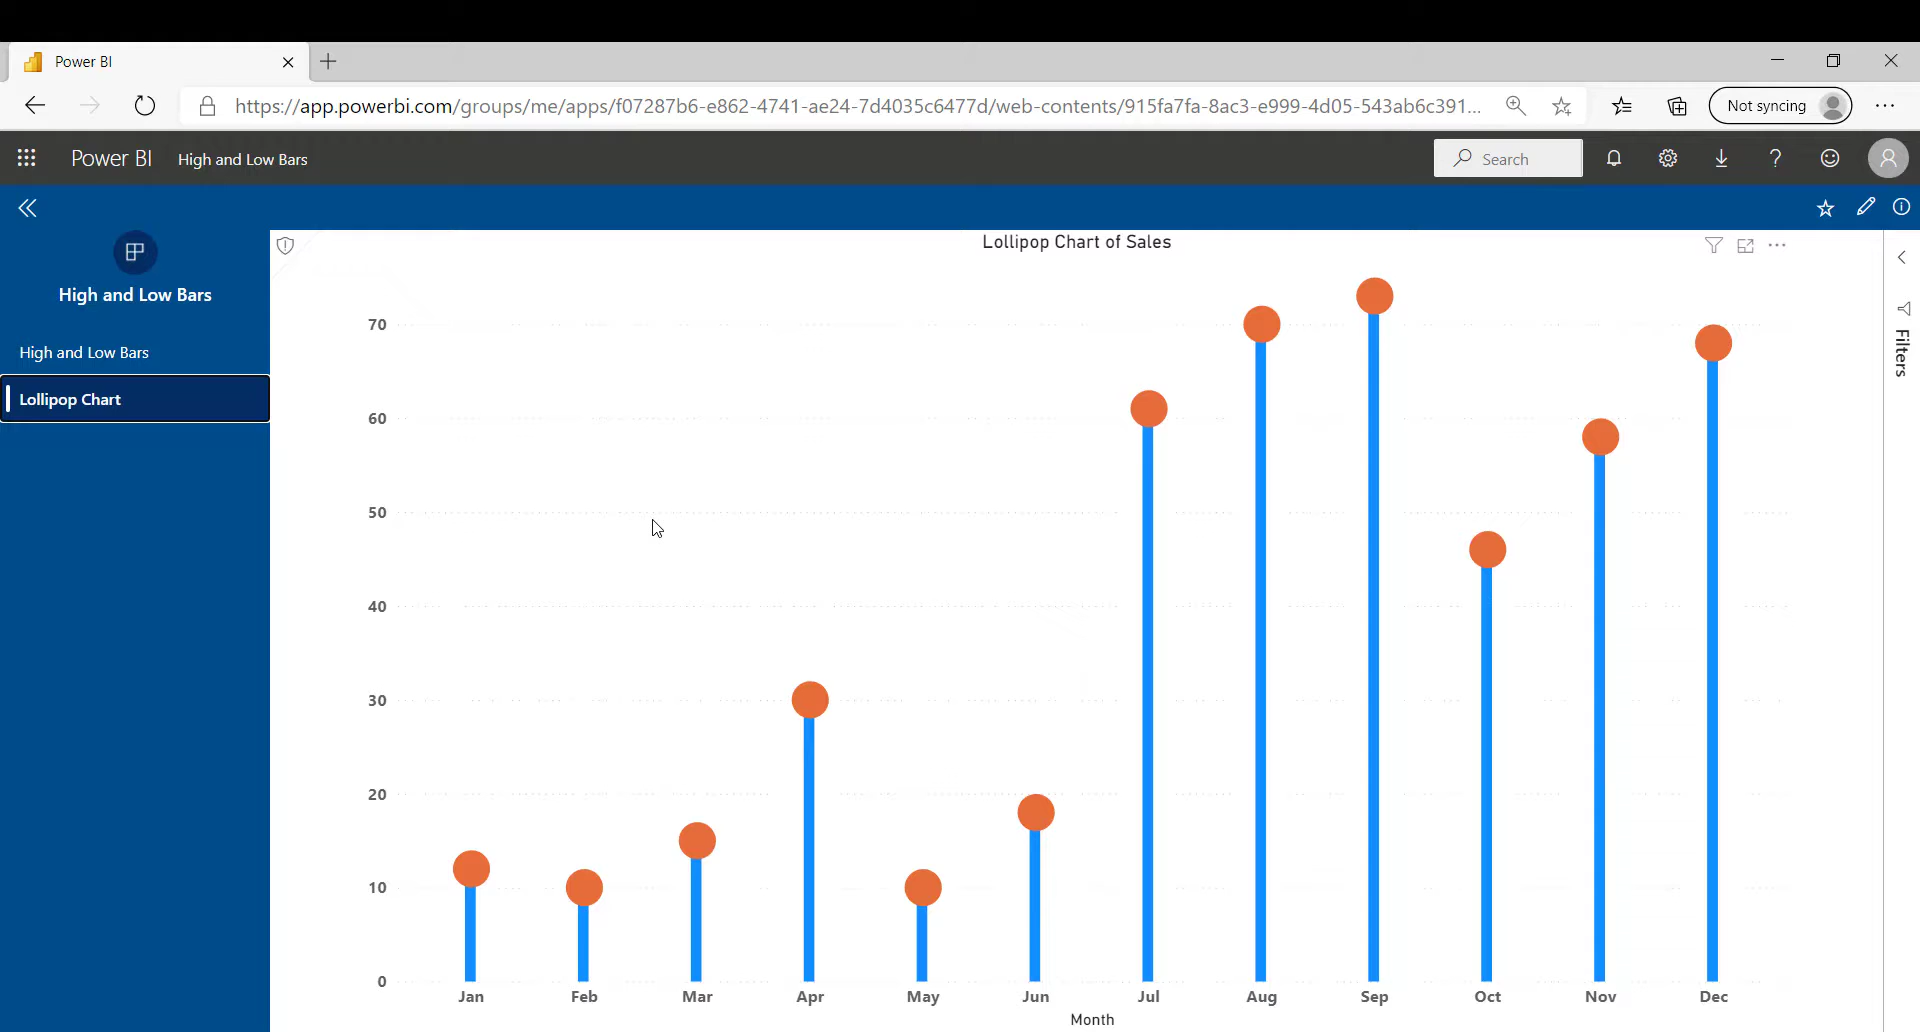 Power BI
https://app.powerbi.com/groups/me/apps/f07287b6-e862-4741-ae24-7d4035c6477d/web-contents/915fa7fa-8ac3-e999-4d05-543ab6c391...
Not syncing
Power BI High and Low Bars
Search
High and Low Bars
High and Low Bars
Lollipop Chart
Lollipop Chart of Sales
Filters
70
60
50
40
30
20
10
0
Jan Feb Mar Apr May Jun Jul Aug Sep Oct Nov Dec
Month